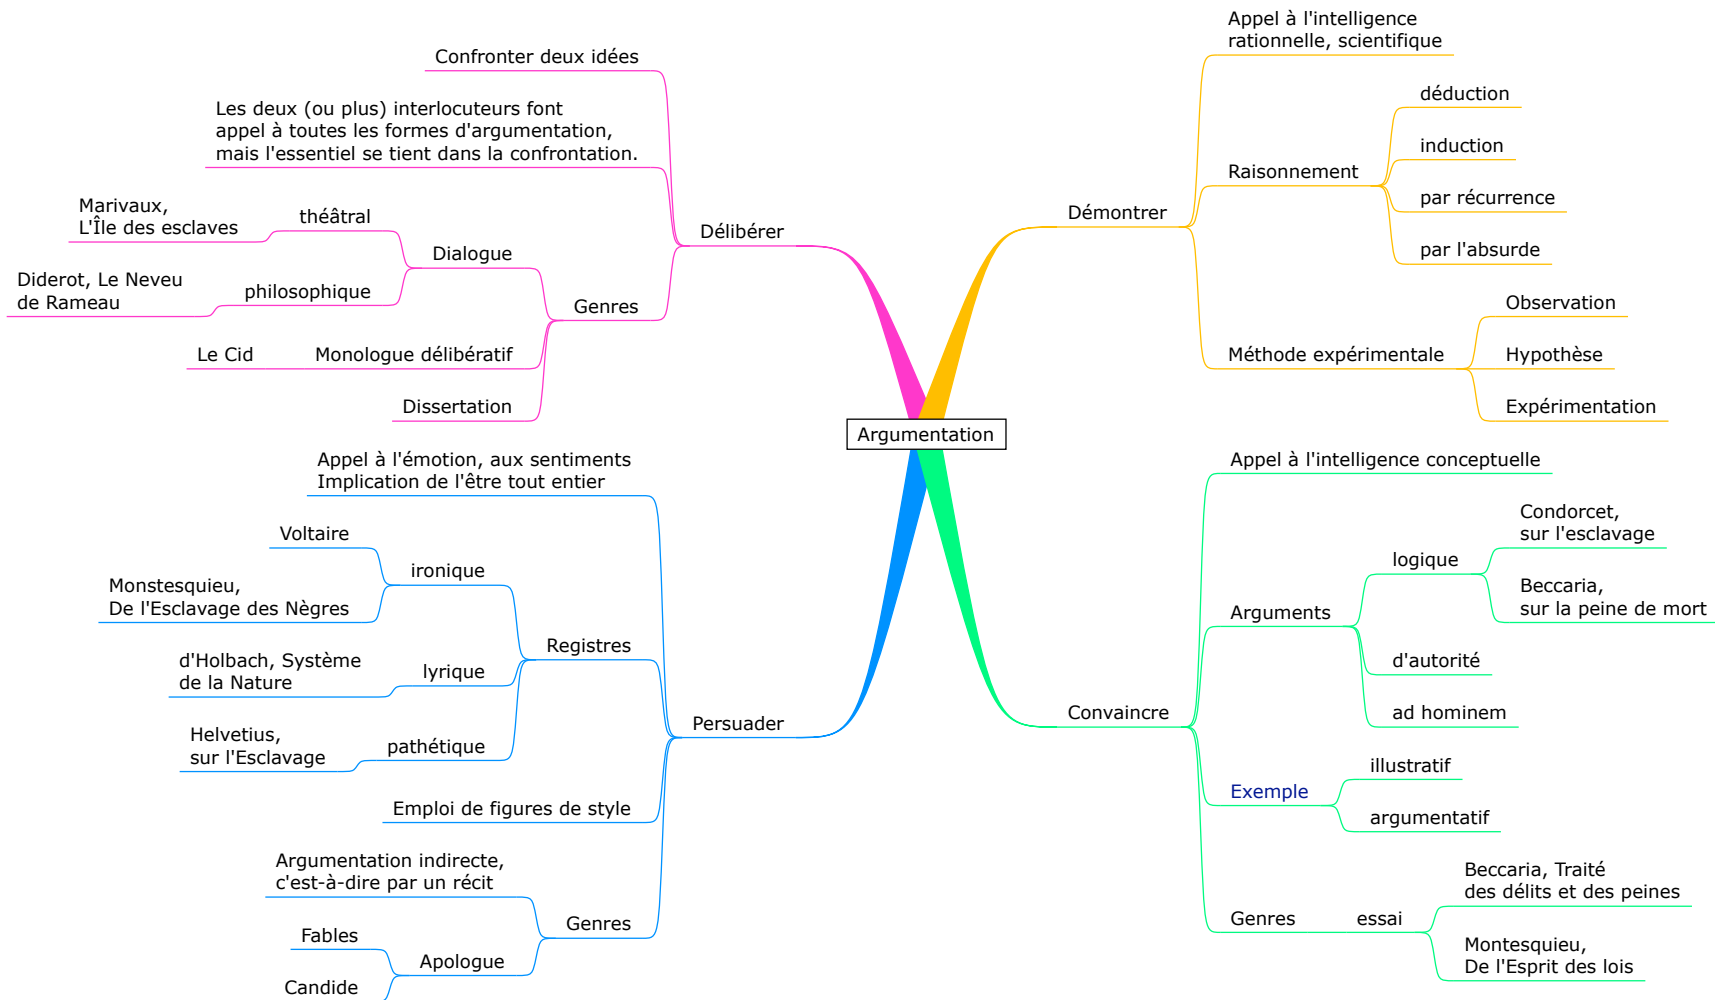 Argumentation
Démontrer
Appel à l'intelligence
rationnelle, scientifique
Raisonnement
déduction
induction
par récurrence
par l'absurde
Méthode expérimentale
Observation
Hypothèse
Expérimentation
Convaincre
Appel à l'intelligence conceptuelle
Arguments
logique
Condorcet,
sur l'esclavage
Beccaria,
sur la peine de mort
d'autorité
ad hominem
Exemple
illustratif
argumentatif
Genres
essai
Beccaria, Traité
des délits et des peines
Montesquieu,
De l'Esprit des lois
Délibérer
Confronter deux idées
Les deux (ou plus) interlocuteurs font
appel à toutes les formes d'argumentation,
mais l'essentiel se tient dans la confrontation.
Genres
Dialogue
théâtral
Marivaux,
L'Île des esclaves
philosophique
Diderot, Le Neveu
de Rameau
Monologue délibératif
Le Cid
Dissertation
Persuader
Appel à l'émotion, aux sentiments
Implication de l'être tout entier
Registres
ironique
Voltaire
Monstesquieu,
De l'Esclavage des Nègres
lyrique
d'Holbach, Système
de la Nature
pathétique
Helvetius,
sur l'Esclavage
Emploi de figures de style
Genres
Argumentation indirecte,
c'est-à-dire par un récit
Apologue
Fables
Candide